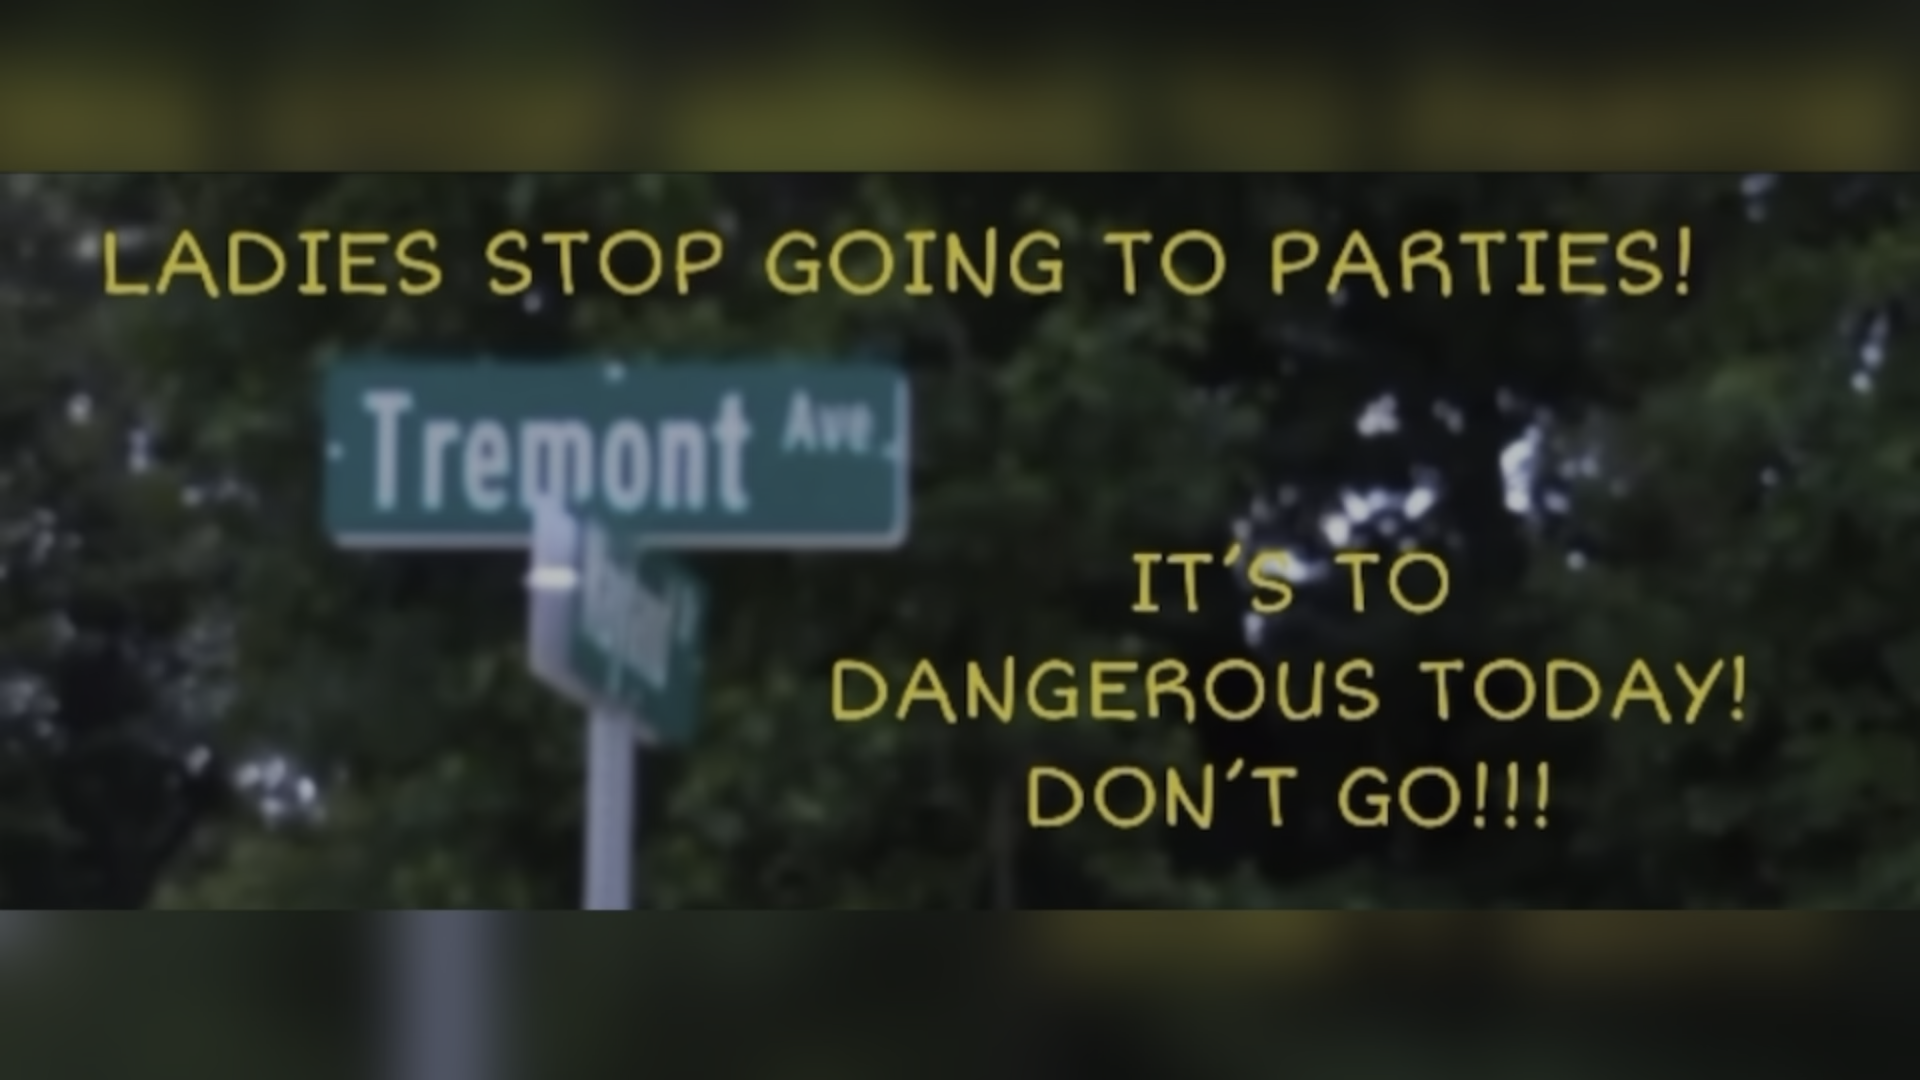 LADIES STOP GOING TO PARTIES!
Tremont Ave
IT'S TO
DANGEROUS TODAY!
DON'T GO!!!